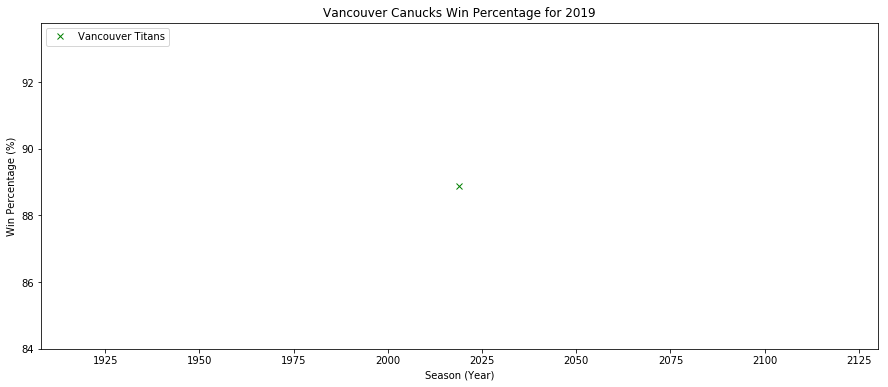 Vancouver Canucks Win Percentage for 2019
Vancouver Titans
92
90
88
86
84
Win Percentage (%)
1925 1950 1975 2000 2025 2050 2075 2100 2125
Season (Year)